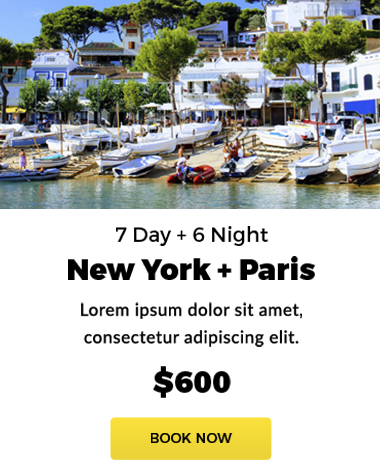 7 Day + 6 Night
New York + Paris
Lorem ipsum dolor sit amet,
consectetur adipiscing elit.
$600
BOOK NOW